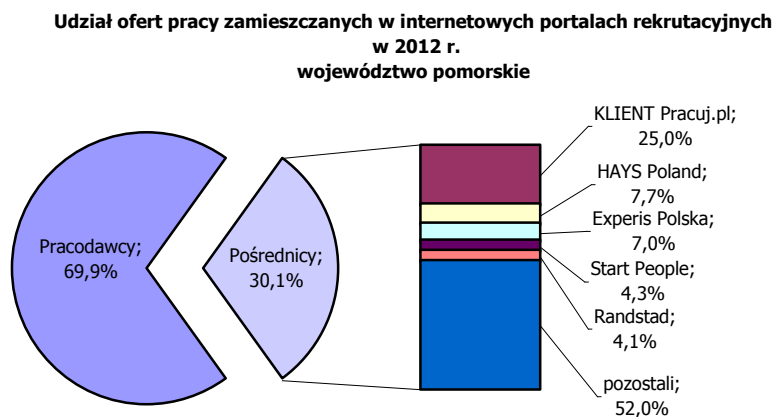 Udział ofert pracy zamieszczanych w internetowych portalach rekrutacyjnych
w 2012 r.
województwo pomorskie
Pracodawcy;
69,9%
Pośrednicy;
30,1%
KLIENT Pracuj.pl;
25,0%
HAYS Poland;
7,7%
Experis Polska;
7,0%
Start People;
4,3%
Randstad;
4,1%
pozostali;
52,0%